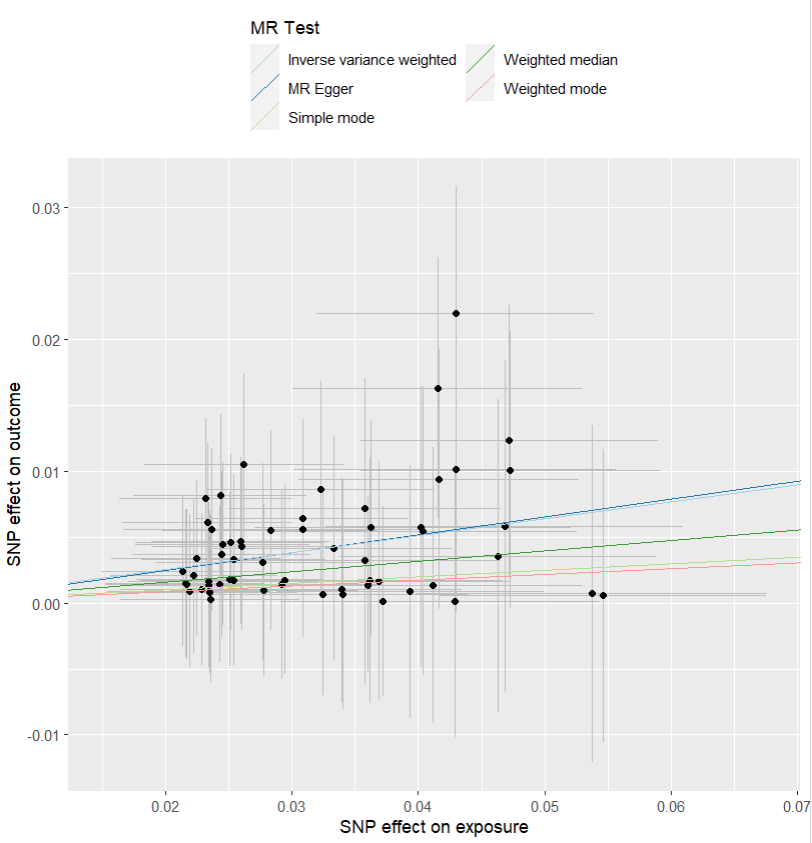 MR Test
Inverse variance weighted
Weighted median
MR Egger
Weighted mode
Simple mode
0.03
0.02
0.01
0.00
-0.01
SNP effect on outcome
0.02 0.03 0.04 0.05 0.06 0.07
SNP effect on exposure